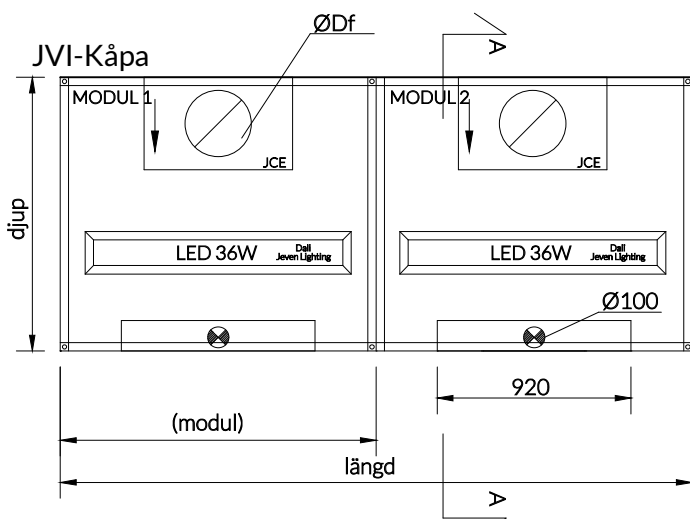 ØDf
A
JVI-Kåpa
MODUL 1
MODUL 2
JCE
JCE
djup
LED 36W
Dali
Jeven Lighting
LED 36W
Dali
Jeven Lighting
Ø100
920
(modul)
längd
A